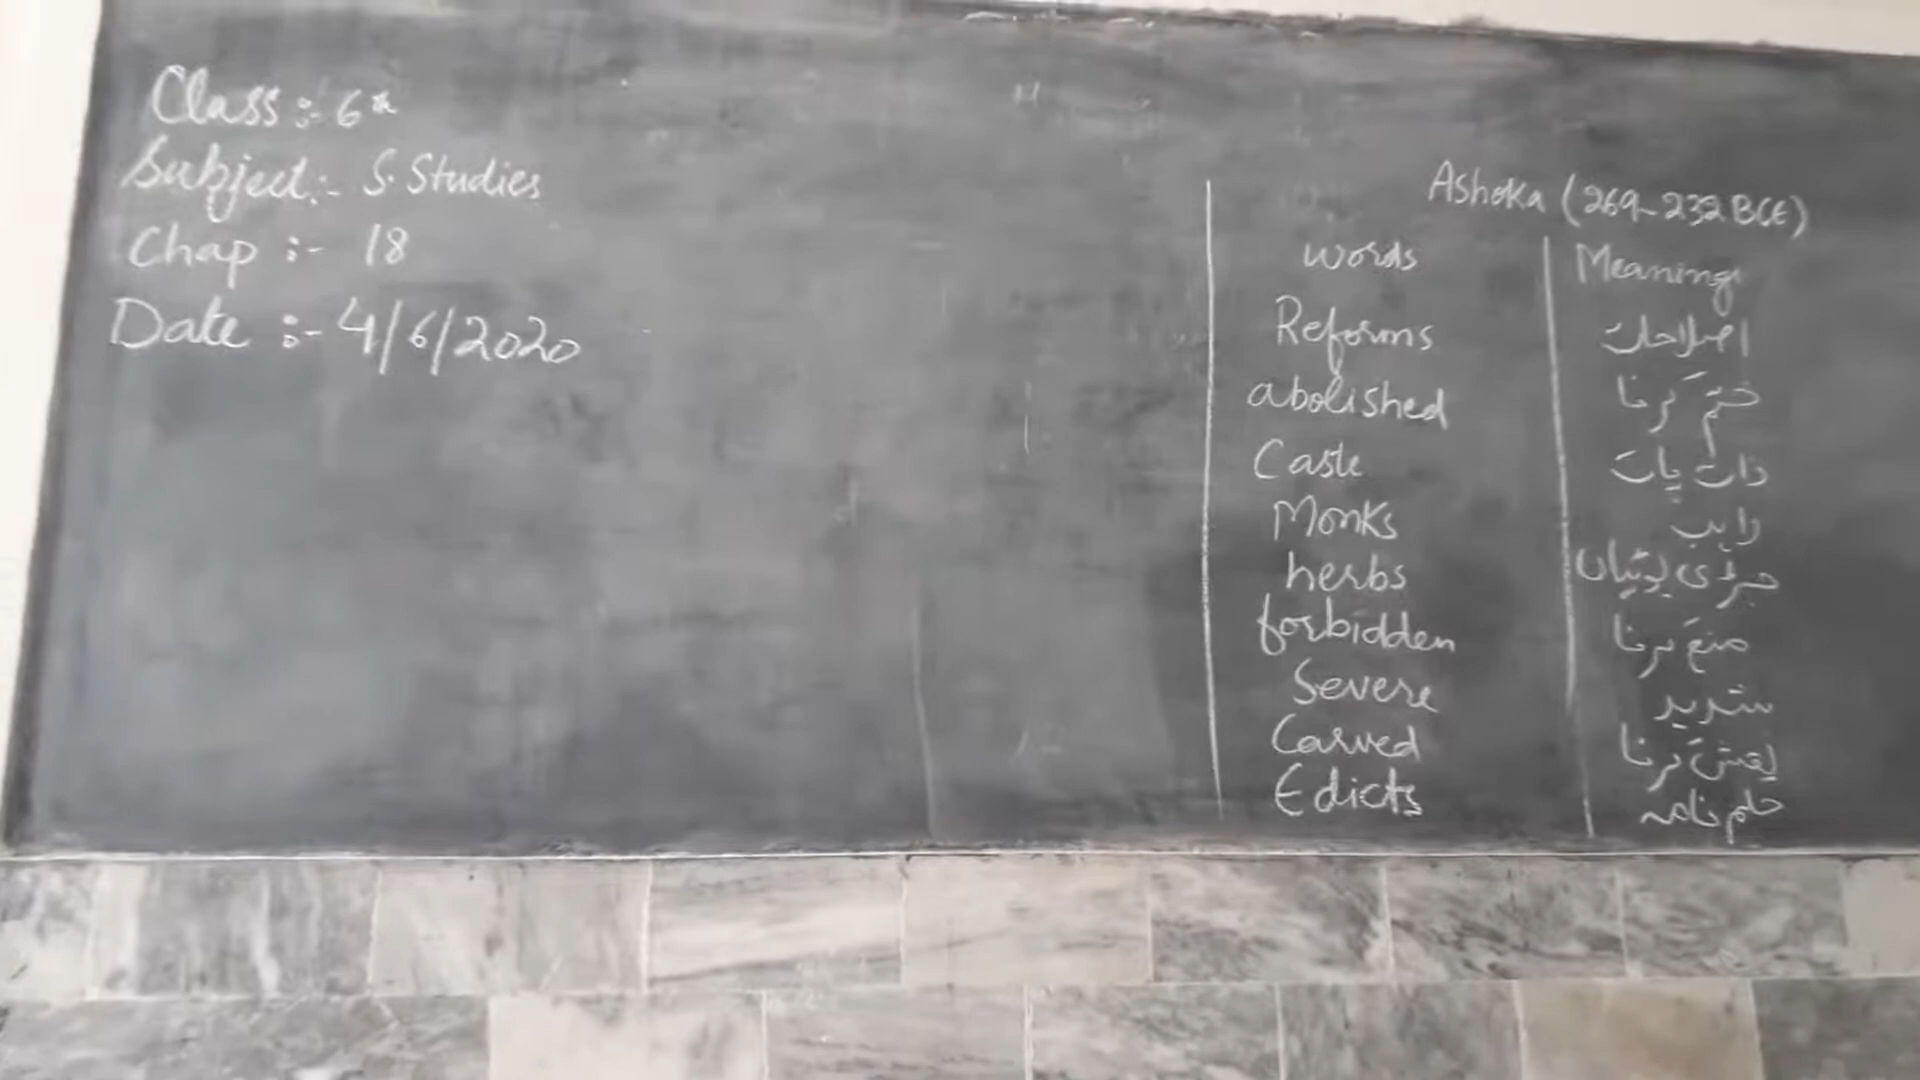 Class :- 6th
Subject :- S. Studies
Chap :- 18
Date :- 4/6/2020
Ashoka (269-232 BCE)
words Meaning
Reforms اصلاحات
abolished ختم کرنا
Caste ذات پات
Monks راہب
herbs جڑی بوٹیاں
forbidden منع کرنا
Severe شدید
Carved نقش کرنا
Edicts حکم نامہ